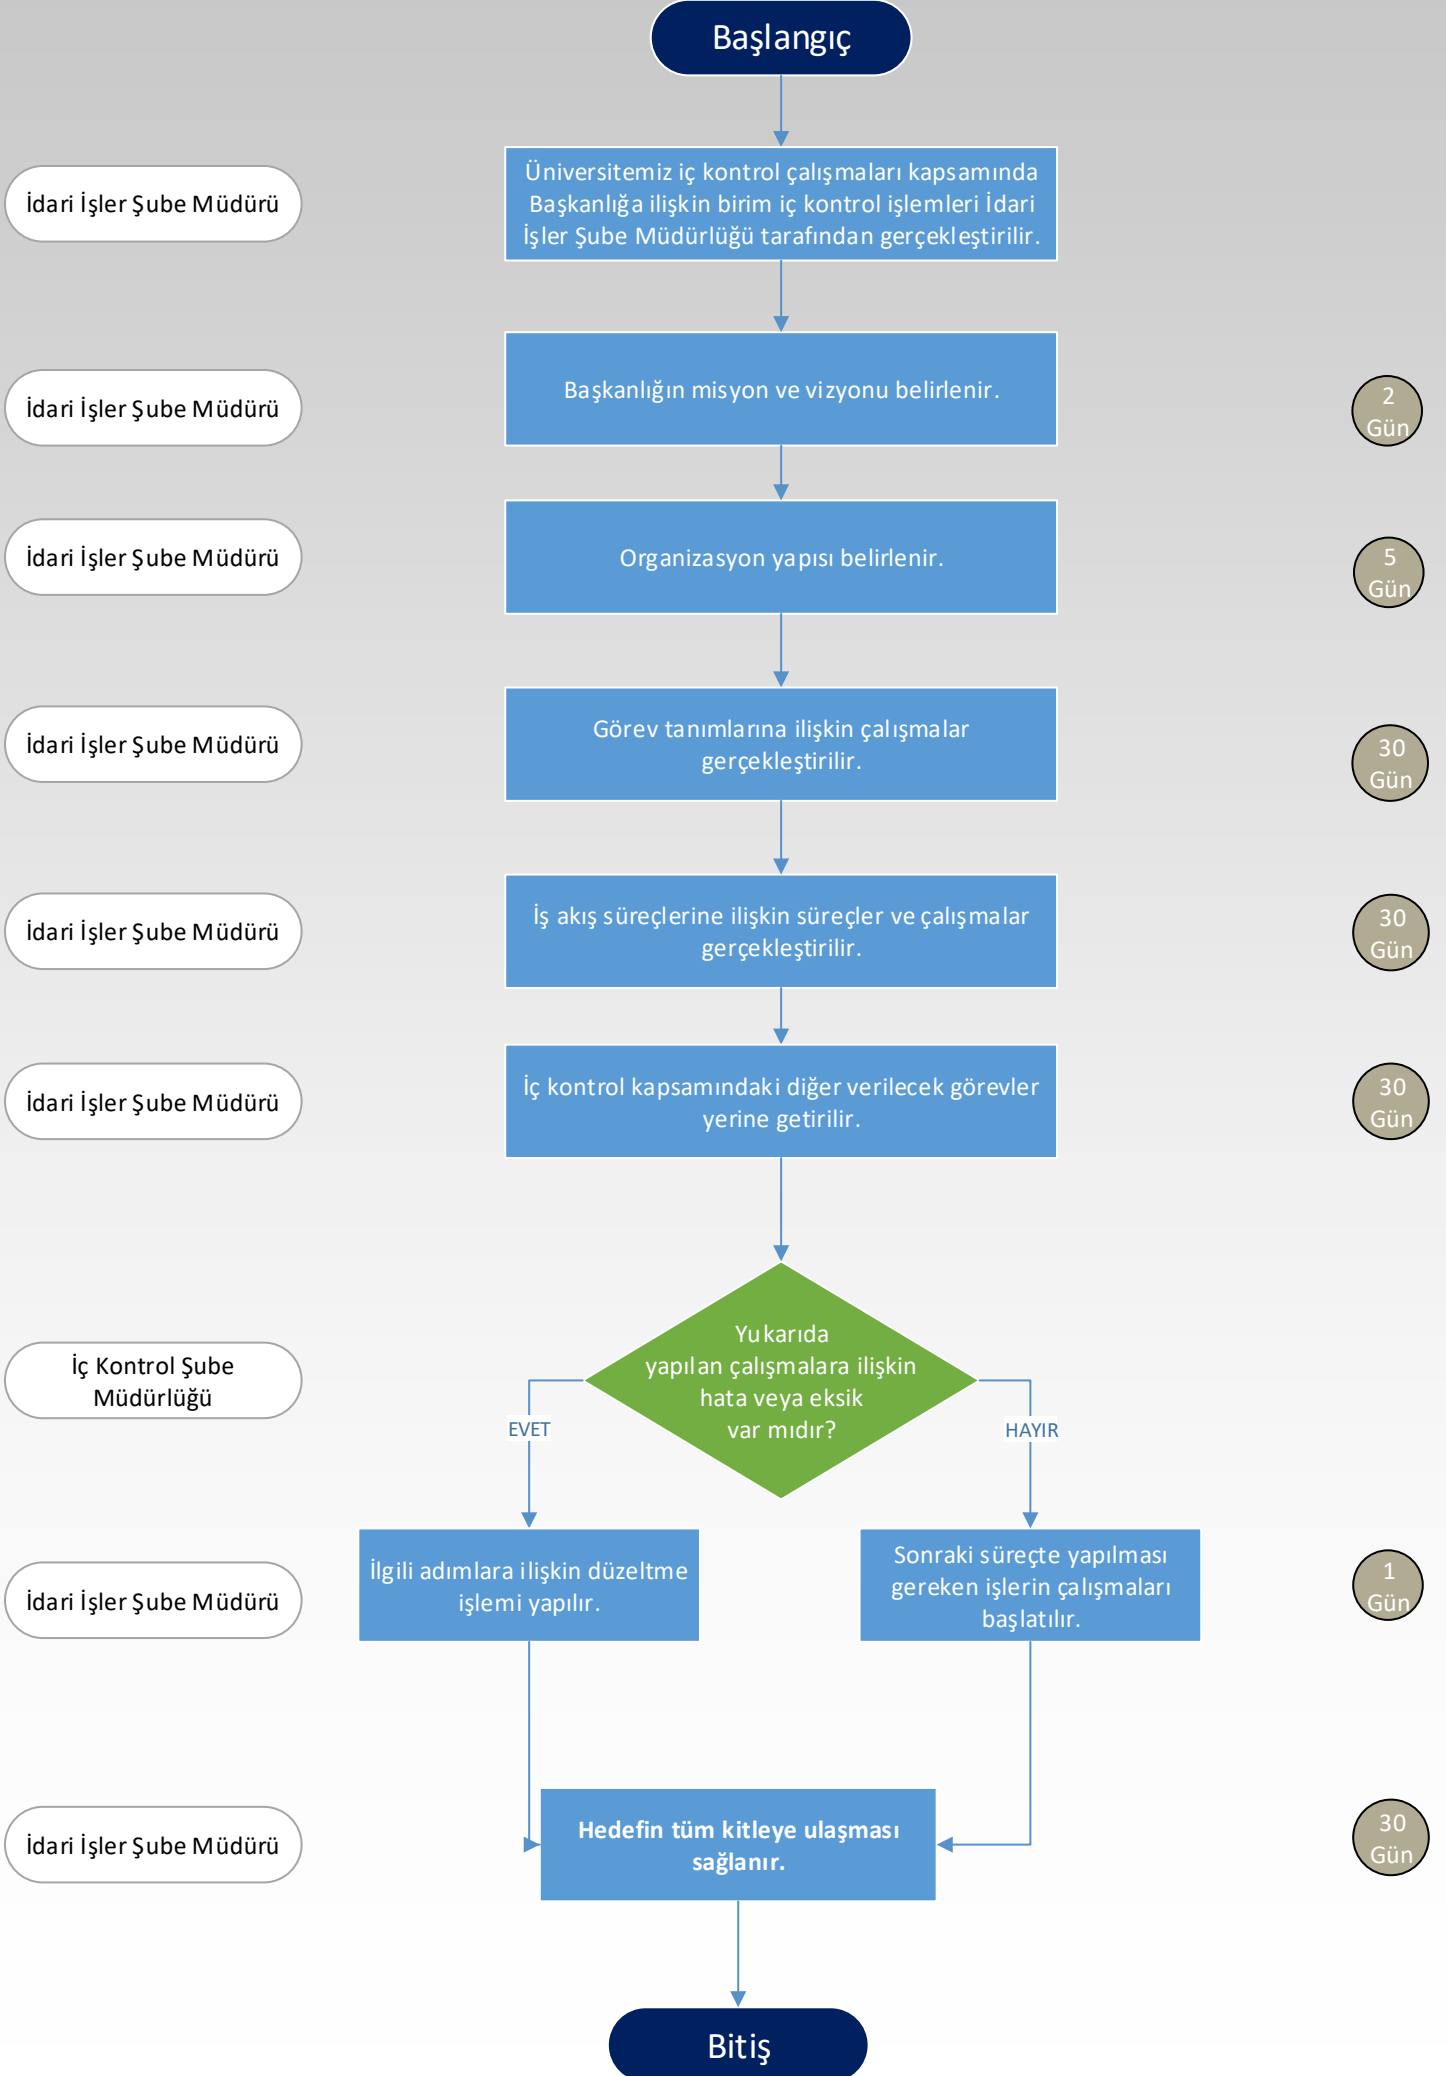 Başlangıç
İdari İşler Şube Müdürü
Üniversitemiz iç kontrol çalışmaları kapsamında
Başkanlığa ilişkin birim iç kontrol işlemleri İdari
İşler Şube Müdürlüğü tarafından gerçekleştirilir.
İdari İşler Şube Müdürü
Başkanlığın misyon ve vizyonu belirlenir.
2
Gün
İdari İşler Şube Müdürü
Organizasyon yapısı belirlenir.
5
Gün
İdari İşler Şube Müdürü
Görev tanımlarına ilişkin çalışmalar
gerçekleştirilir.
30
Gün
İdari İşler Şube Müdürü
İş akış süreçlerine ilişkin süreçler ve çalışmalar
gerçekleştirilir.
30
Gün
İdari İşler Şube Müdürü
İç kontrol kapsamındaki diğer verilecek görevler
yerine getirilir.
30
Gün
İç Kontrol Şube
Müdürlüğü
Yukarıda
yapılan çalışmalara ilişkin
hata veya eksik
var mıdır?
EVET
HAYIR
İdari İşler Şube Müdürü
İlgili adımlara ilişkin düzeltme
işlemi yapılır.
Sonraki süreçte yapılması
gereken işlerin çalışmaları
başlatılır.
1
Gün
İdari İşler Şube Müdürü
Hedefin tüm kitleye ulaşması
sağlanır.
30
Gün
Bitiş